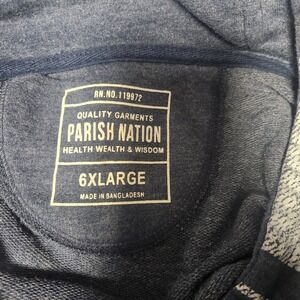 RN.NO.119972
QUALITY GARMENTS
PARISH NATION
HEALTH WEALTH & WISDOM
6XLARGE
MADE IN BANGLADESH